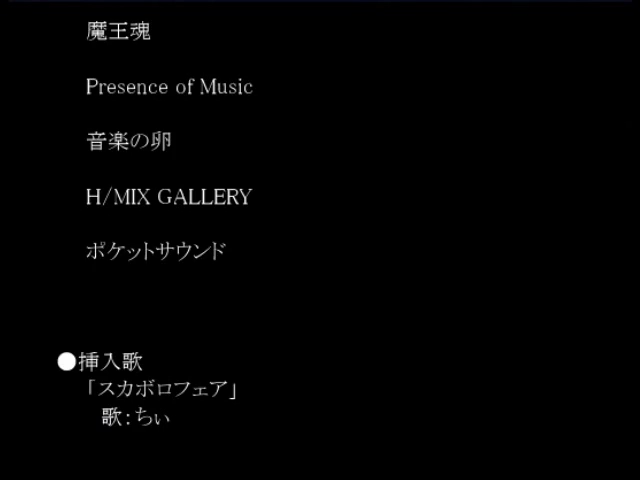 魔王魂
Presence of Music
音楽の卵
H/MIX GALLERY
ポケットサウンド
●挿入歌
「スカボロフェア」
歌：ちぃ